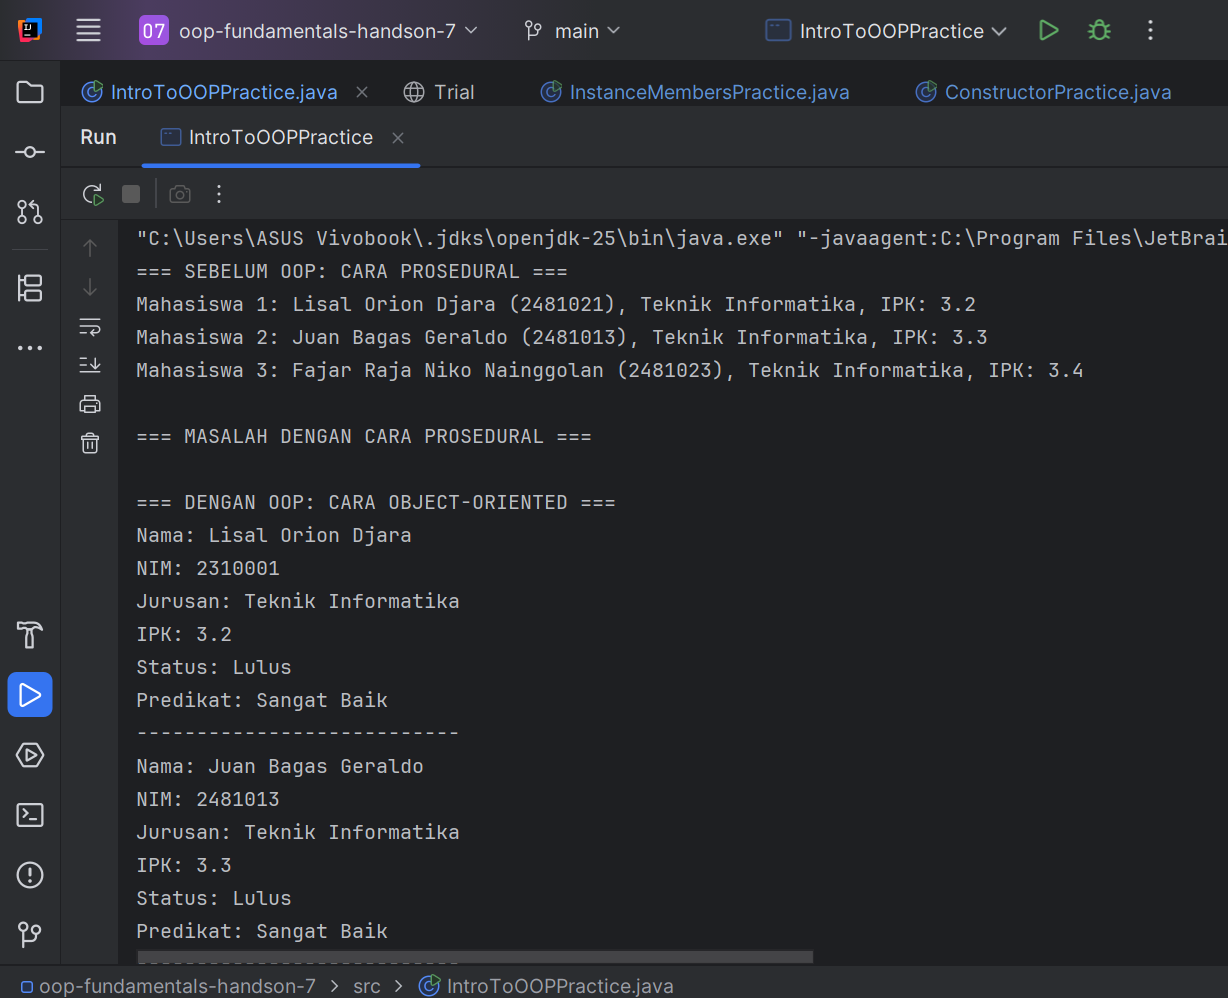 07 oop-fundamentals-handson-7 main IntroToOOPPractice
IntroToOOPPractice.java Trial InstanceMembersPractice.java ConstructorPractice.java
Run IntroToOOPPractice
"C:\Users\ASUS Vivobook\.jdks\openjdk-25\bin\java.exe" "-javaagent:C:\Program Files\JetBrai
=== SEBELUM OOP: CARA PROSEDURAL ===
Mahasiswa 1: Lisal Orion Djara (2481021), Teknik Informatika, IPK: 3.2
Mahasiswa 2: Juan Bagas Geraldo (2481013), Teknik Informatika, IPK: 3.3
Mahasiswa 3: Fajar Raja Niko Nainggolan (2481023), Teknik Informatika, IPK: 3.4
=== MASALAH DENGAN CARA PROSEDURAL ===
=== DENGAN OOP: CARA OBJECT-ORIENTED ===
Nama: Lisal Orion Djara
NIM: 2310001
Jurusan: Teknik Informatika
IPK: 3.2
Status: Lulus
Predikat: Sangat Baik
---------------------------
Nama: Juan Bagas Geraldo
NIM: 2481013
Jurusan: Teknik Informatika
IPK: 3.3
Status: Lulus
Predikat: Sangat Baik
---------------------------
oop-fundamentals-handson-7 > src > IntroToOOPPractice.java